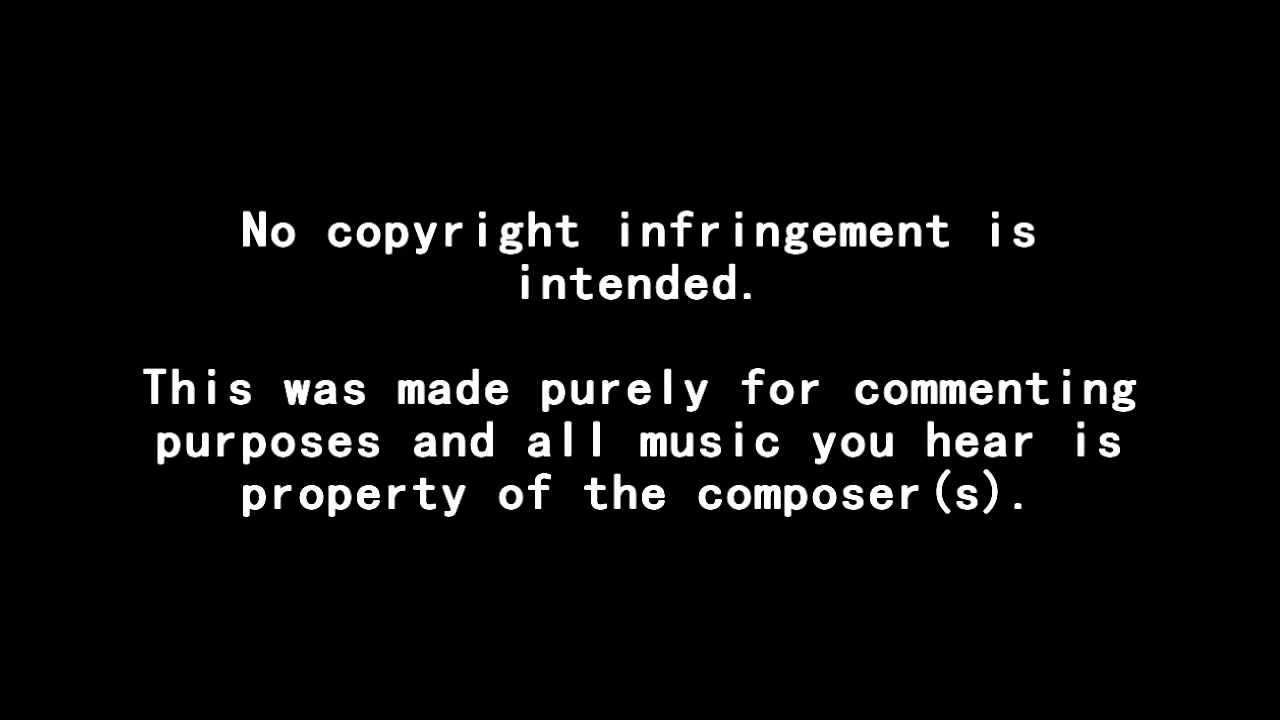 No copyright infringement is
intended.
This was made purely for commenting
purposes and all music you hear is
property of the composer(s).